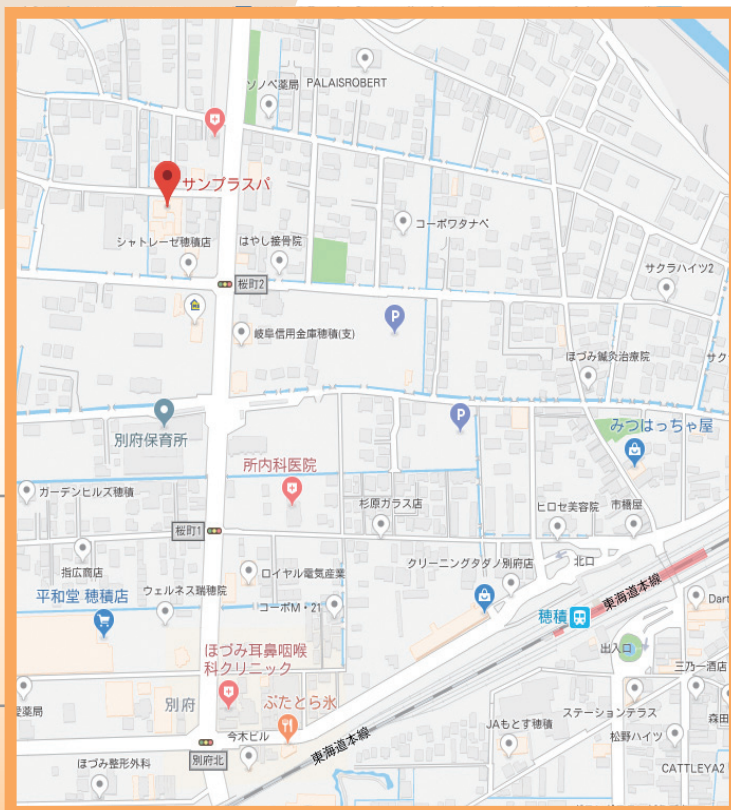 ソノベ薬局
PALAISROBERT
サンプラスパ
コーポワタナベ
シャトレーゼ穂積店
はやし接骨院
サクラハイツ2
桜町2
P
岐阜信用金庫穂積(支)
ほづみ鍼灸治療院
サク
別府保育所
P
みつはっちゃ屋
所内科医院
ガーデンヒルズ穂積
杉原ガラス店
ヒロセ美容院
市橋屋
桜町1
指広商店
ロイヤル電気産業
クリーニングタダノ別府店
北口
平和堂 穂積店
ウェルネス瑞穂院
コーポM・21
穂積
東海道本線
Dart
出入口
ほづみ耳鼻咽喉
科クリニック
三乃一酒店
別府
ぶたとら氷
愛薬局
ステーションテラス
森田
今木ビル
東海道本線
JAもとす穂積
松野ハイツ
ほづみ整形外科
別府北
CATTLEYA2